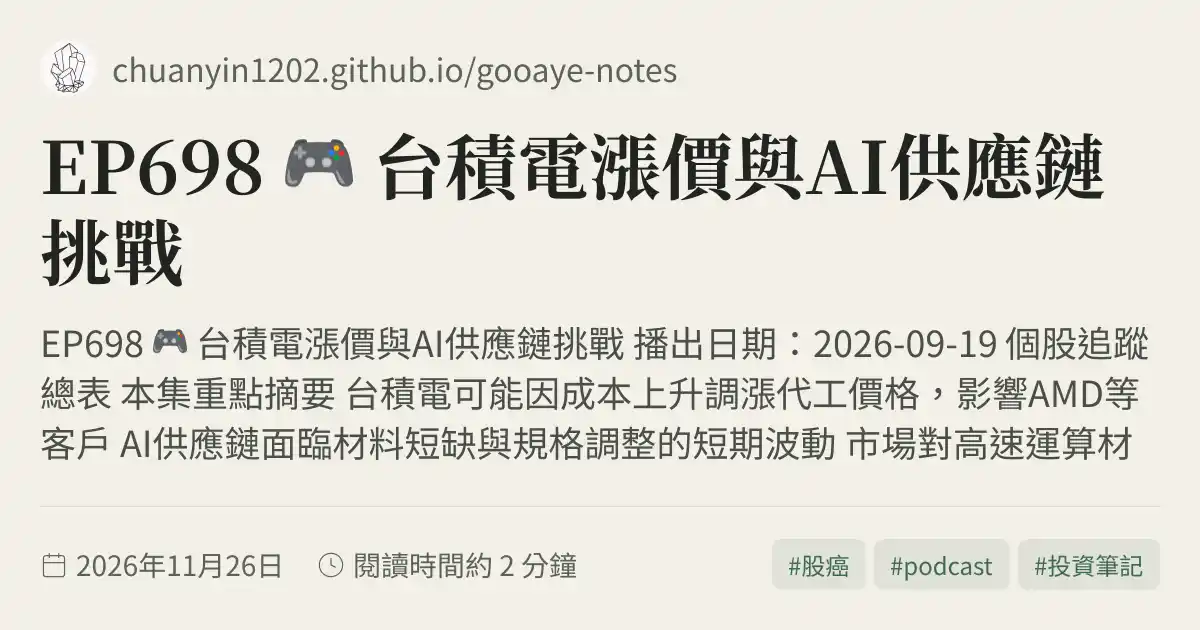 chuanyin1202.github.io/gooaye-notes
EP698 🎮 台積電漲價與AI供應鏈
挑戰
EP698 🎮 台積電漲價與AI供應鏈挑戰 播出日期：2026-09-19 個股追蹤
總表 本集重點摘要 台積電可能因成本上升調漲代工價格，影響AMD等
客戶 AI供應鏈面臨材料短缺與規格調整的短期波動 市場對高速運算材
2026年11月26日 閱讀時間約 2 分鐘 #股癌 #podcast #投資筆記